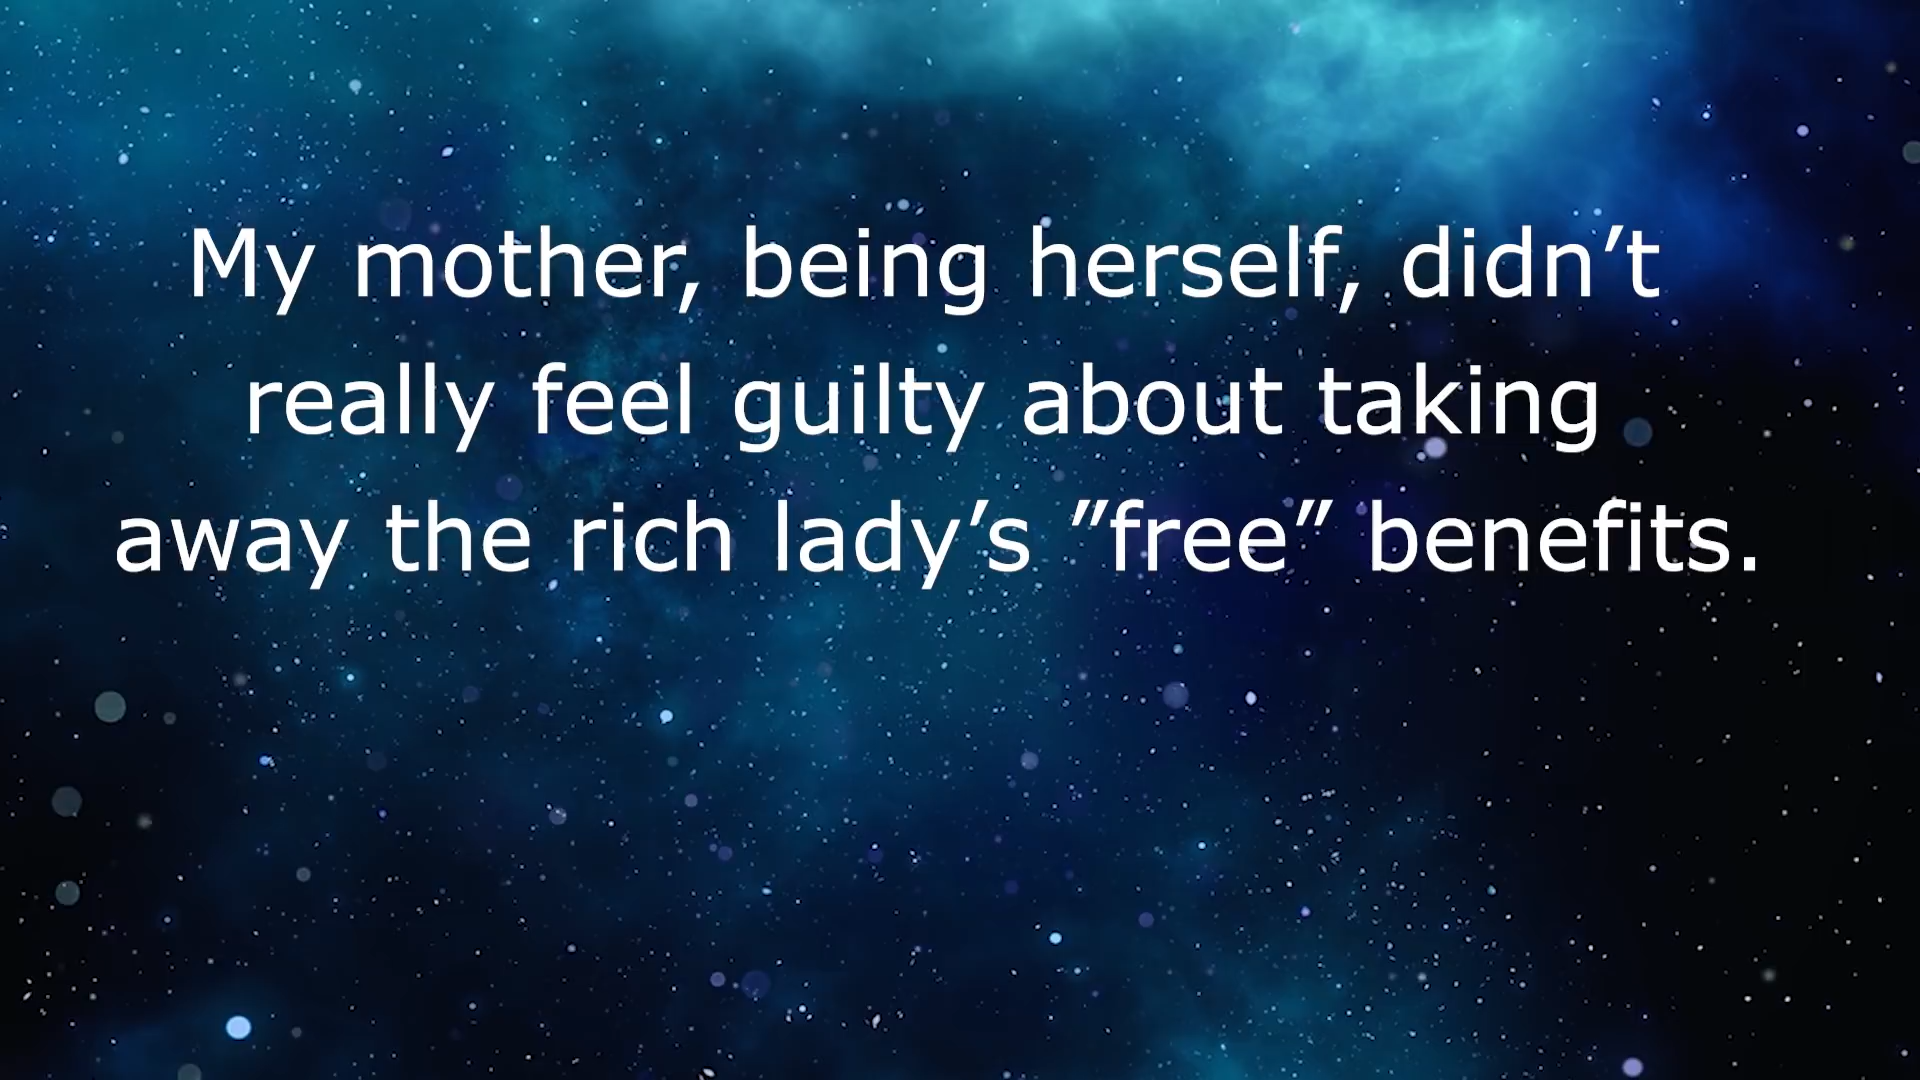 My mother, being herself, didn’t
really feel guilty about taking
away the rich lady’s ”free” benefits.